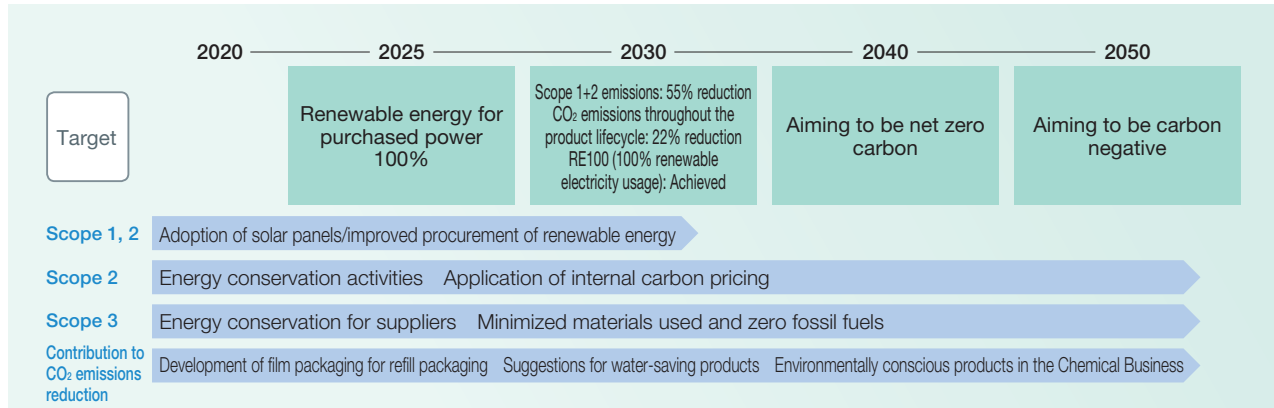 2020 2025 2030 2040 2050
Target
Renewable energy for
purchased power
100%
Scope 1+2 emissions: 55% reduction
CO₂ emissions throughout the
product lifecycle: 22% reduction
RE100 (100% renewable
electricity usage): Achieved
Aiming to be net zero
carbon
Aiming to be carbon
negative
Scope 1, 2
Adoption of solar panels/improved procurement of renewable energy
Scope 2
Energy conservation activities Application of internal carbon pricing
Scope 3
Energy conservation for suppliers Minimized materials used and zero fossil fuels
Contribution to
CO₂ emissions
reduction
Development of film packaging for refill packaging Suggestions for water-saving products Environmentally conscious products in the Chemical Business